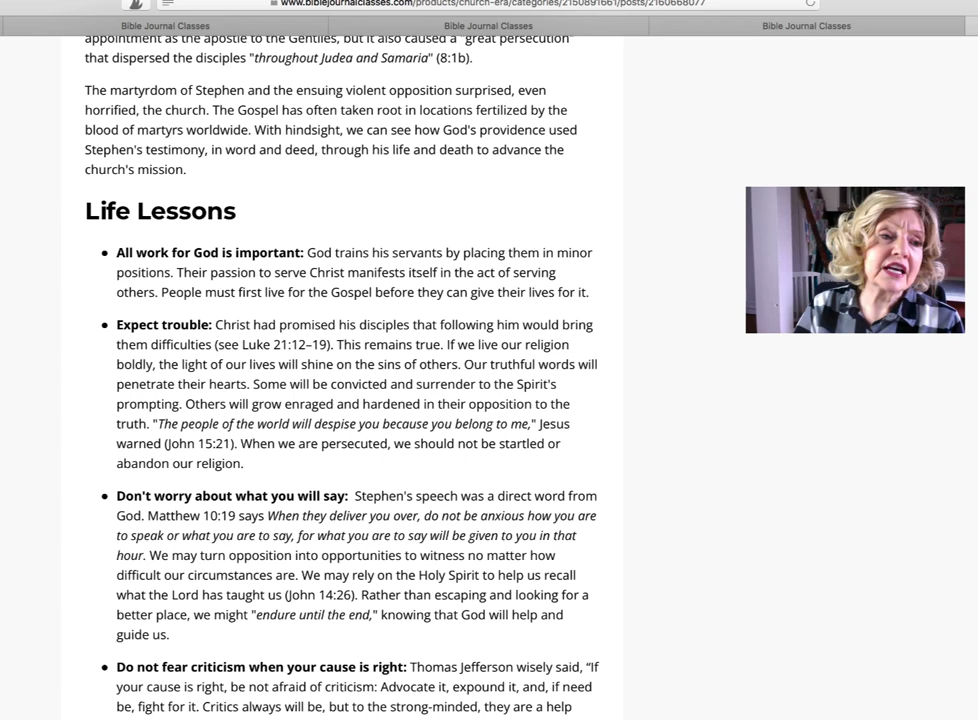 www.biblejournalclasses.com/products/church-era/categories/2150891661/posts/2160668077
Bible Journal Classes
Bible Journal Classes
Bible Journal Classes
appointment as the apostle to the Gentiles, but it also caused a "great persecution"
that dispersed the disciples "throughout Judea and Samaria" (8:1b).
The martyrdom of Stephen and the ensuing violent opposition surprised, even
horrified, the church. The Gospel has often taken root in locations fertilized by the
blood of martyrs worldwide. With hindsight, we can see how God's providence used
Stephen's testimony, in word and deed, through his life and death to advance the
church's mission.
Life Lessons
• All work for God is important: God trains his servants by placing them in minor
positions. Their passion to serve Christ manifests itself in the act of serving
others. People must first live for the Gospel before they can give their lives for it.
• Expect trouble: Christ had promised his disciples that following him would bring
them difficulties (see Luke 21:12–19). This remains true. If we live our religion
boldly, the light of our lives will shine on the sins of others. Our truthful words will
penetrate their hearts. Some will be convicted and surrender to the Spirit's
prompting. Others will grow enraged and hardened in their opposition to the
truth. "The people of the world will despise you because you belong to me," Jesus
warned (John 15:21). When we are persecuted, we should not be startled or
abandon our religion.
• Don't worry about what you will say: Stephen's speech was a direct word from
God. Matthew 10:19 says When they deliver you over, do not be anxious how you are
to speak or what you are to say, for what you are to say will be given to you in that
hour. We may turn opposition into opportunities to witness no matter how
difficult our circumstances are. We may rely on the Holy Spirit to help us recall
what the Lord has taught us (John 14:26). Rather than escaping and looking for a
better place, we might "endure until the end," knowing that God will help and
guide us.
• Do not fear criticism when your cause is right: Thomas Jefferson wisely said, “If
your cause is right, be not afraid of criticism: Advocate it, expound it, and, if need
be, fight for it. Critics always will be, but to the strong-minded, they are a help